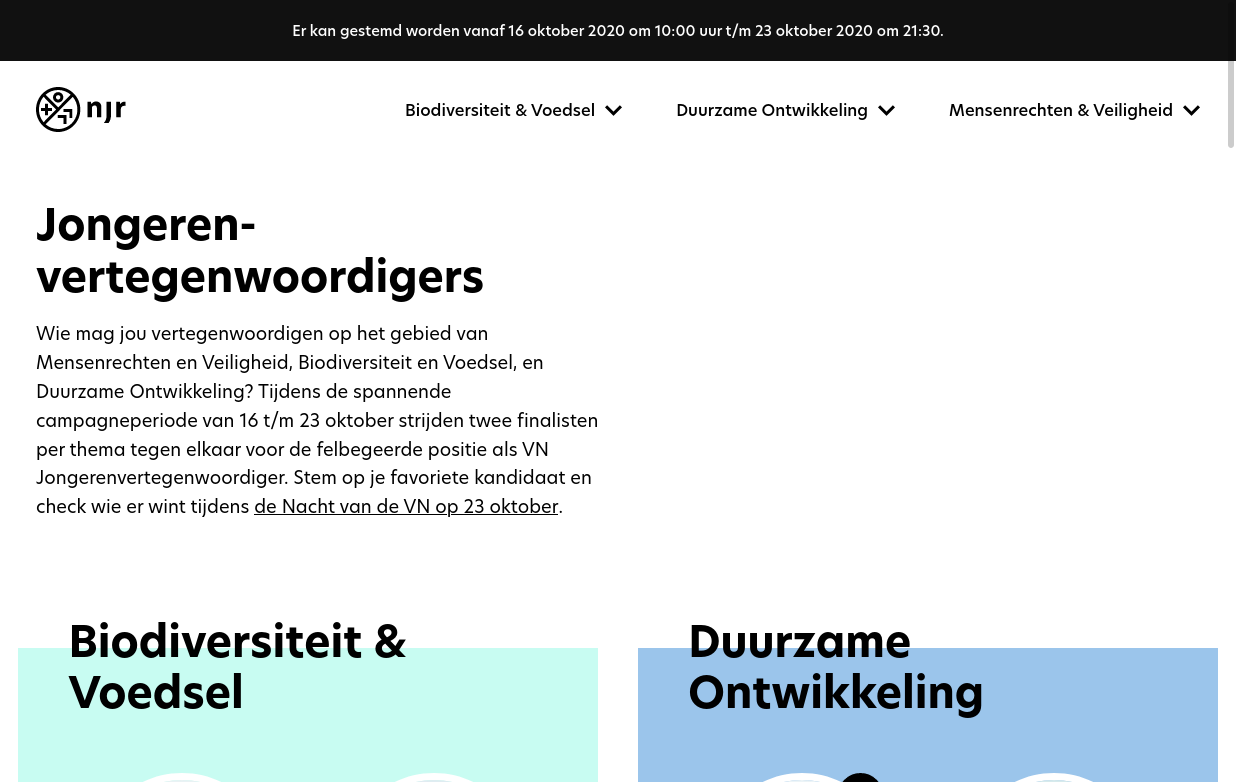 Er kan gestemd worden vanaf 16 oktober 2020 om 10:00 uur t/m 23 oktober 2020 om 21:30.
njr
Biodiversiteit & Voedsel
Duurzame Ontwikkeling
Mensenrechten & Veiligheid
Jongeren-
vertegenwoordigers
Wie mag jou vertegenwoordigen op het gebied van
Mensenrechten en Veiligheid, Biodiversiteit en Voedsel, en
Duurzame Ontwikkeling? Tijdens de spannende
campagneperiode van 16 t/m 23 oktober strijden twee finalisten
per thema tegen elkaar voor de felbegeerde positie als VN
Jongerenvertegenwoordiger. Stem op je favoriete kandidaat en
check wie er wint tijdens de Nacht van de VN op 23 oktober.
Biodiversiteit &
Voedsel
Duurzame
Ontwikkeling